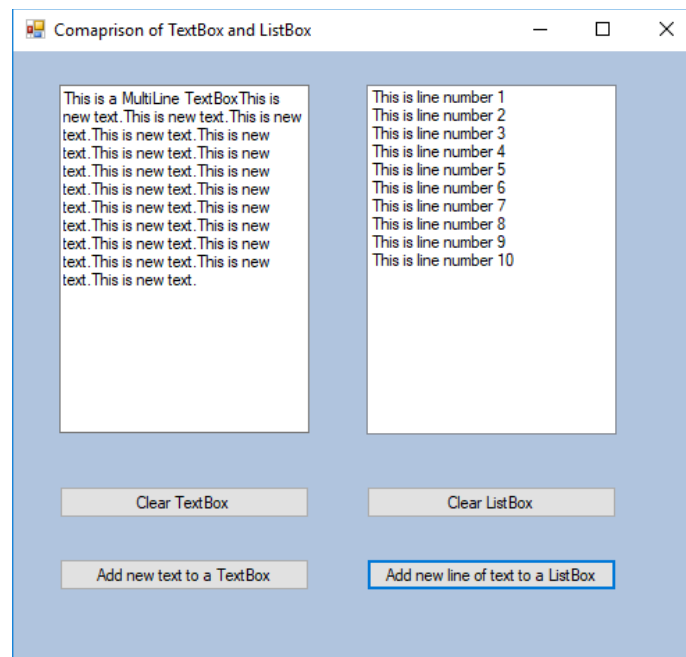 Comaprison of TextBox and ListBox
This is a MultiLine TextBoxThis is
new text.This is new text.This is new
text.This is new text.This is new
text.This is new text.This is new
text.This is new text.This is new
text.This is new text.This is new
text.This is new text.This is new
text.This is new text.This is new
text.This is new text.This is new
text.This is new text.This is new
text.This is new text.
This is line number 1
This is line number 2
This is line number 3
This is line number 4
This is line number 5
This is line number 6
This is line number 7
This is line number 8
This is line number 9
This is line number 10
Clear TextBox
Clear ListBox
Add new text to a TextBox
Add new line of text to a ListBox